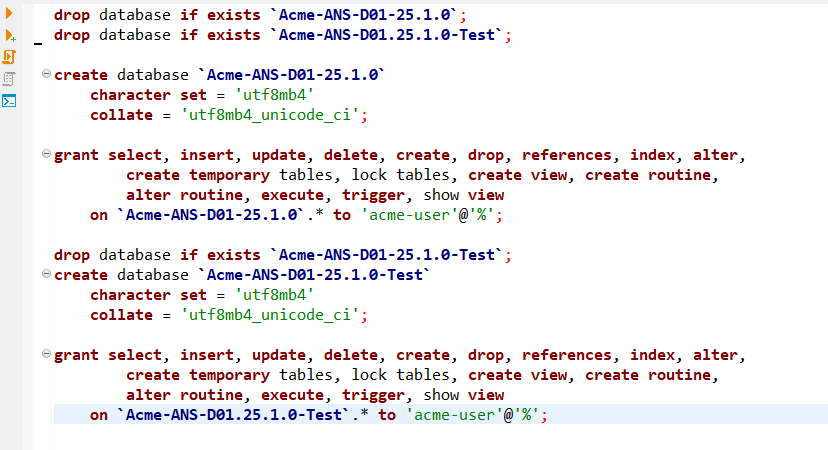 drop database if exists `Acme-ANS-D01-25.1.0`;
drop database if exists `Acme-ANS-D01.25.1.0-Test`;
create database `Acme-ANS-D01-25.1.0`
character set = 'utf8mb4'
collate = 'utf8mb4_unicode_ci';
grant select, insert, update, delete, create, drop, references, index, alter,
create temporary tables, lock tables, create view, create routine,
alter routine, execute, trigger, show view
on `Acme-ANS-D01-25.1.0`.* to 'acme-user'@'%';
drop database if exists `Acme-ANS-D01-25.1.0-Test`;
create database `Acme-ANS-D01-25.1.0-Test`
character set = 'utf8mb4'
collate = 'utf8mb4_unicode_ci';
grant select, insert, update, delete, create, drop, references, index, alter,
create temporary tables, lock tables, create view, create routine,
alter routine, execute, trigger, show view
on `Acme-ANS-D01.25.1.0-Test`.* to 'acme-user'@'%';